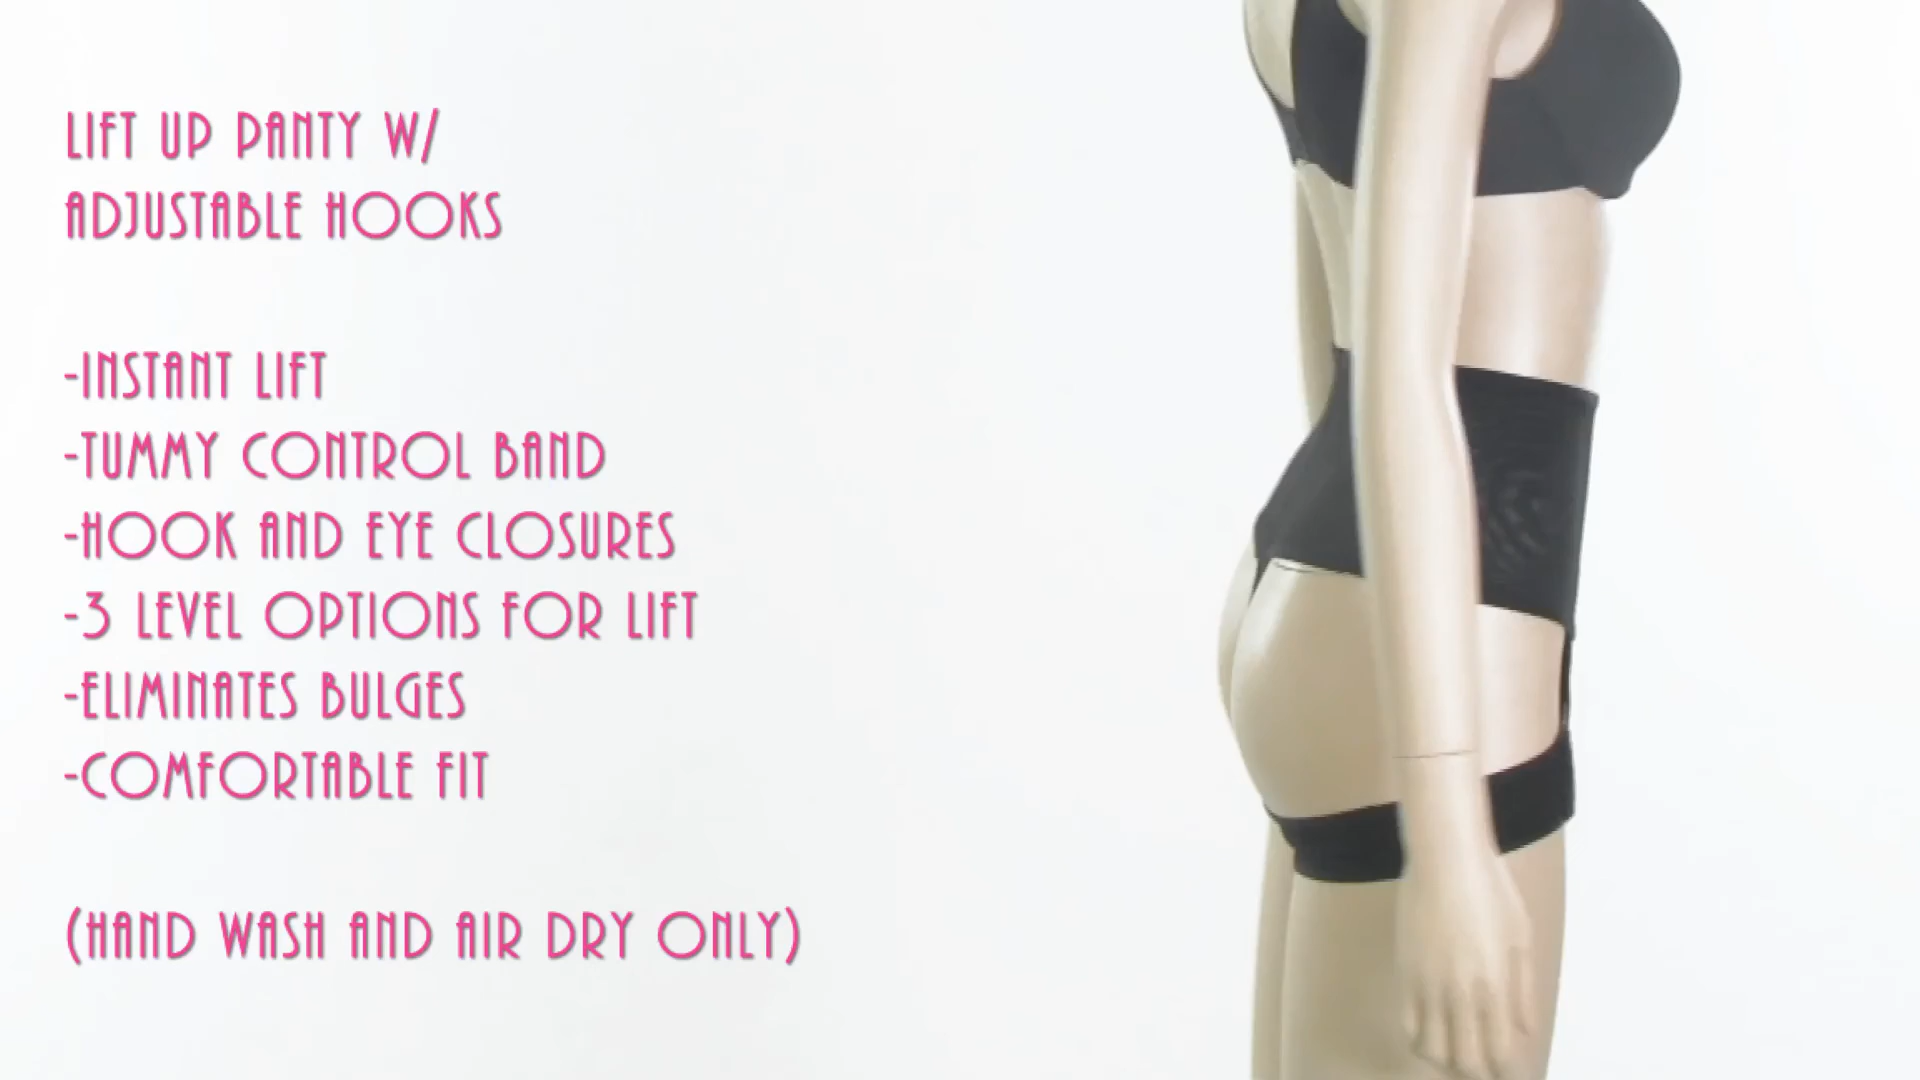 LIFT UP PANTY W/
ADJUSTABLE HOOKS
-INSTANT LIFT
-TUMMY CONTROL BAND
-HOOK AND EYE CLOSURES
-3 LEVEL OPTIONS FOR LIFT
-ELIMINATES BULGES
-COMFORTABLE FIT
(HAND WASH AND AIR DRY ONLY)